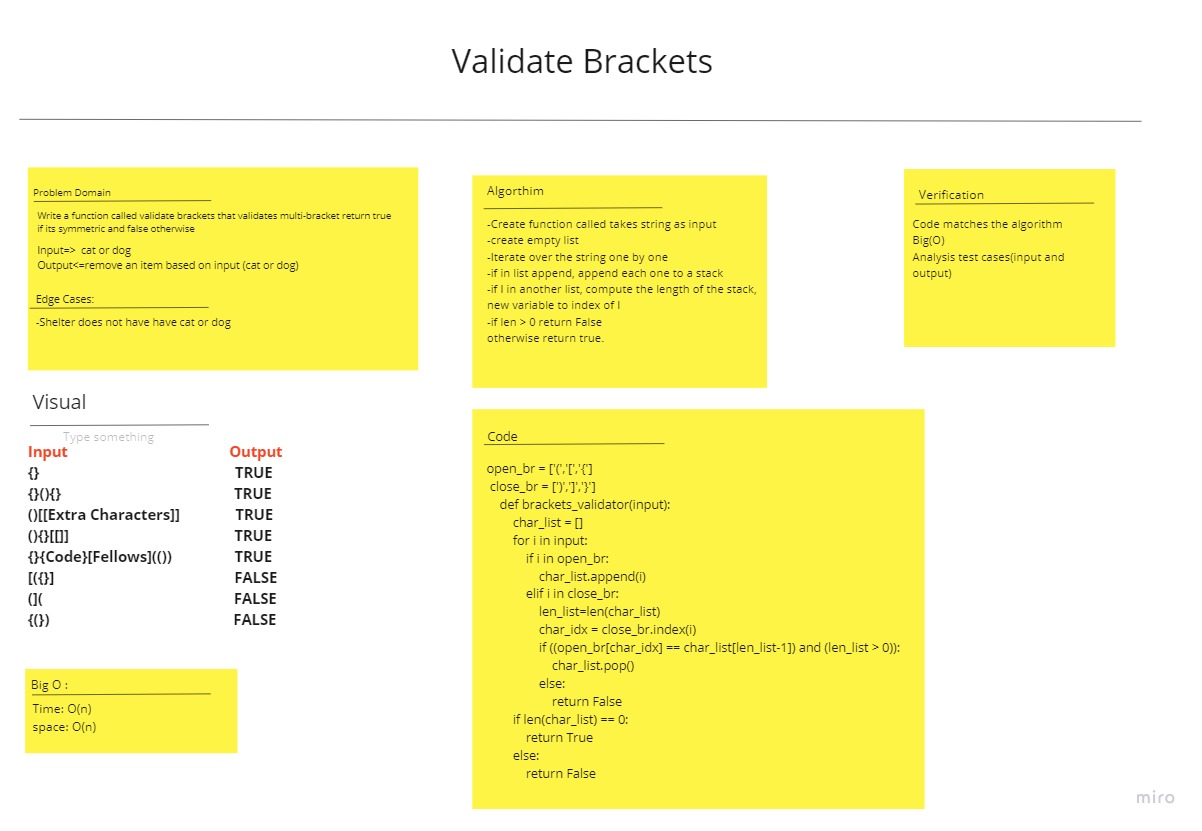 Validate Brackets
Problem Domain
Write a function called validate brackets that validates multi-bracket return true
if its symmetric and false otherwise
Input=> cat or dog
Output<=remove an item based on input (cat or dog)
Edge Cases:
-Shelter does not have have cat or dog
Algorthim
-Create function called takes string as input
-create empty list
-Iterate over the string one by one
-if in list append, append each one to a stack
-if I in another list, compute the length of the stack,
new variable to index of I
-if len > 0 return False
otherwise return true.
Verification
Code matches the algorithm
Big(O)
Analysis test cases(input and
output)
Visual
Type something
Input Output
{} TRUE
{}(){} TRUE
()[[Extra Characters]] TRUE
(){}[[]] TRUE
{}{Code}[Fellows](()) TRUE
[({}] FALSE
(]( FALSE
{(}) FALSE
Big O :
Time: O(n)
space: O(n)
Code
open_br = ['(','[','{']
close_br = [')',']','}']
def brackets_validator(input):
char_list = []
for i in input:
if i in open_br:
char_list.append(i)
elif i in close_br:
len_list=len(char_list)
char_idx = close_br.index(i)
if ((open_br[char_idx] == char_list[len_list-1]) and (len_list > 0)):
char_list.pop()
else:
return False
if len(char_list) == 0:
return True
else:
return False
miro